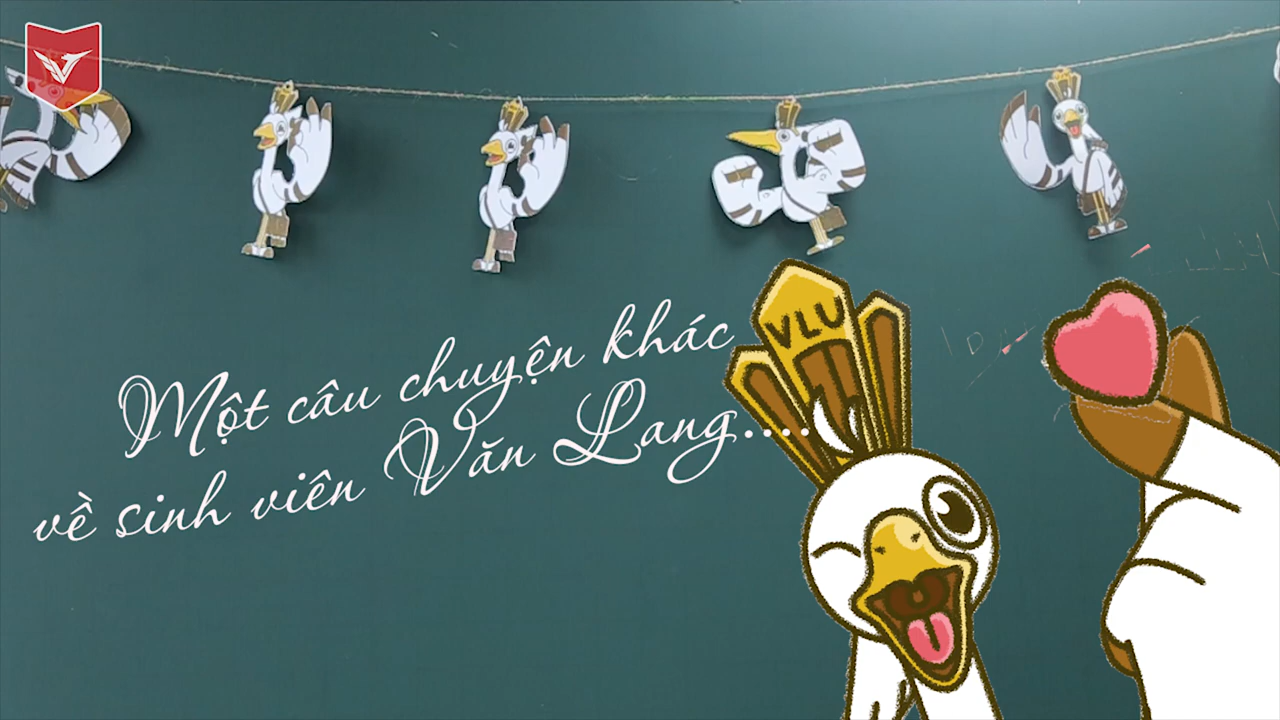 VLU
Một câu chuyện khác
về sinh viên Văn Lang....